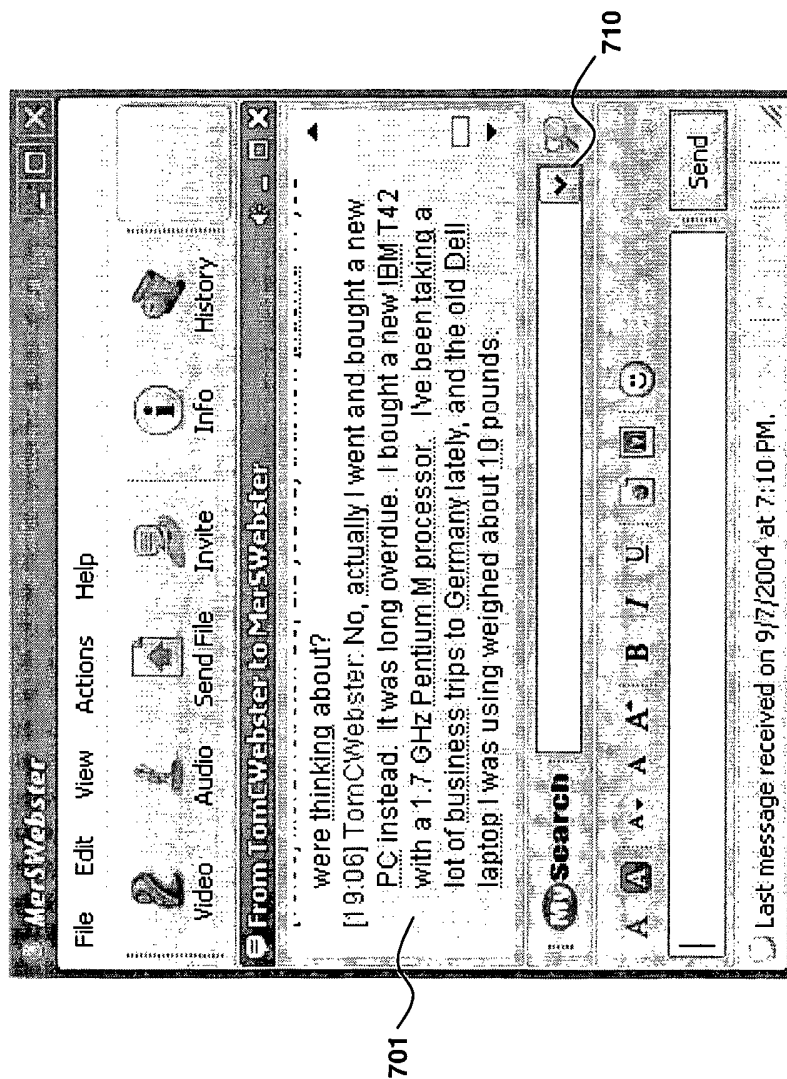 MerSWebster
File Edit View Actions Help
Video Audio Send File Invite Info History
From TomCWebster to MerSWebster
were thinking about?
[19:06] TomCWebster: No, actually I went and bought a new
PC instead. It was long overdue. I bought a new IBM T42
with a 1.7 GHz Pentium M processor. I've been taking a
lot of business trips to Germany lately, and the old Dell
laptop I was using weighed about 10 pounds.
My Search
A A A A A B I U M
Send
Last message received on 9/7/2004 at 7:10 PM.
701
710